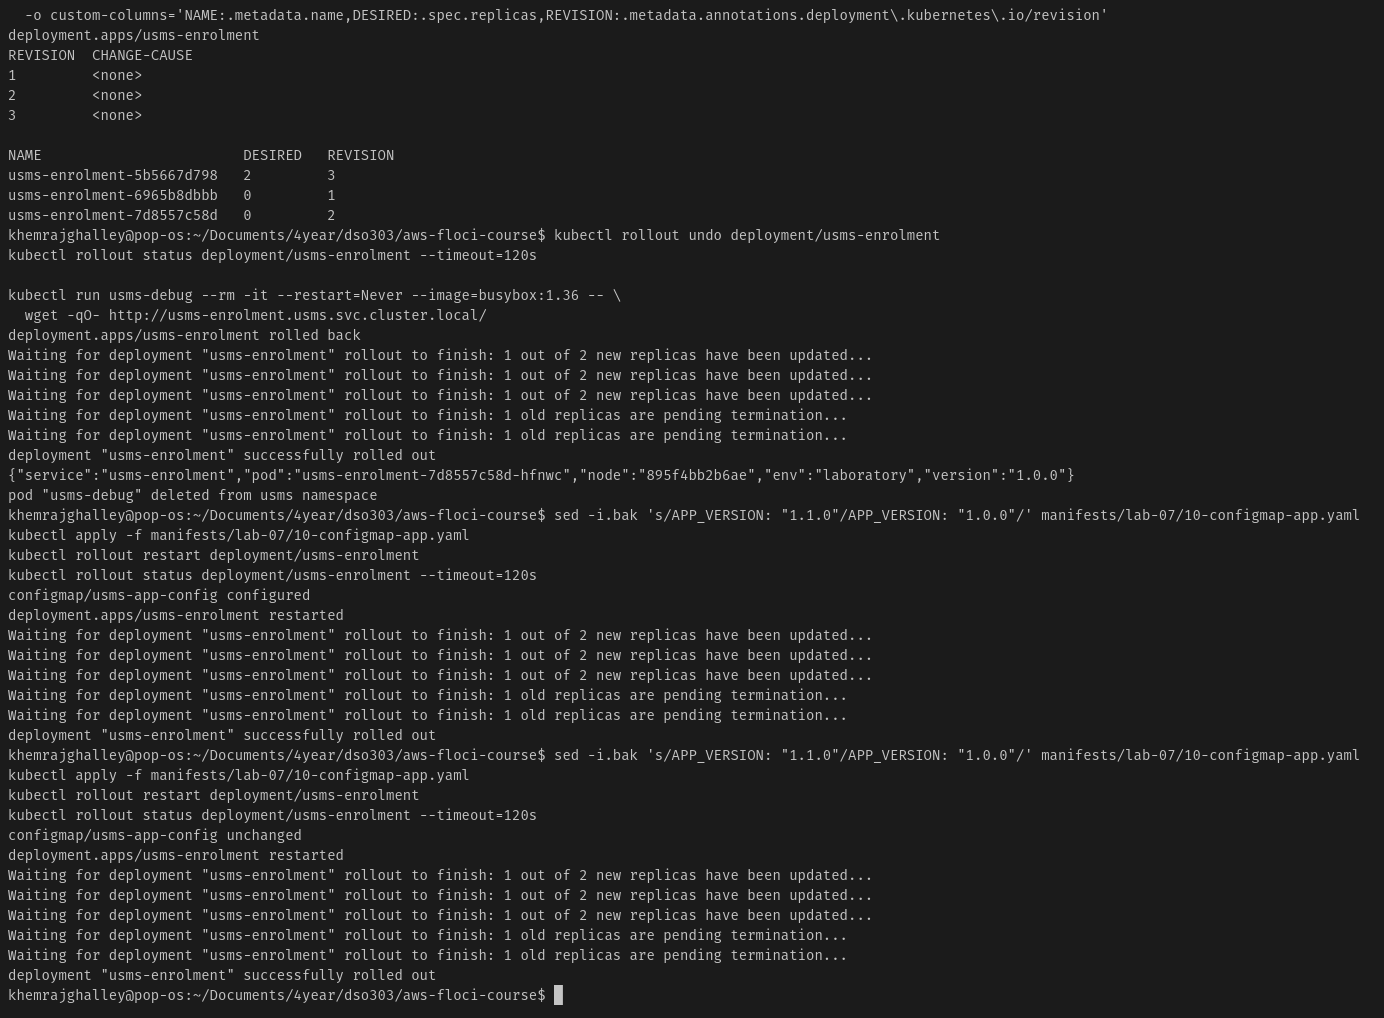 -o custom-columns='NAME:.metadata.name,DESIRED:.spec.replicas,REVISION:.metadata.annotations.deployment\.kubernetes\.io/revision'
deployment.apps/usms-enrolment
REVISION  CHANGE-CAUSE
1         <none>
2         <none>
3         <none>

NAME                        DESIRED   REVISION
usms-enrolment-5b5667d798   2         3
usms-enrolment-6965b8dbbb   0         1
usms-enrolment-7d8557c58d   0         2
khemrajghalley@pop-os:~/Documents/4year/dso303/aws-floci-course$ kubectl rollout undo deployment/usms-enrolment
kubectl rollout status deployment/usms-enrolment --timeout=120s

kubectl run usms-debug --rm -it --restart=Never --image=busybox:1.36 -- \
  wget -qO- http://usms-enrolment.usms.svc.cluster.local/
deployment.apps/usms-enrolment rolled back
Waiting for deployment "usms-enrolment" rollout to finish: 1 out of 2 new replicas have been updated...
Waiting for deployment "usms-enrolment" rollout to finish: 1 out of 2 new replicas have been updated...
Waiting for deployment "usms-enrolment" rollout to finish: 1 out of 2 new replicas have been updated...
Waiting for deployment "usms-enrolment" rollout to finish: 1 old replicas are pending termination...
Waiting for deployment "usms-enrolment" rollout to finish: 1 old replicas are pending termination...
deployment "usms-enrolment" successfully rolled out
{"service":"usms-enrolment","pod":"usms-enrolment-7d8557c58d-hfnwc","node":"895f4bb2b6ae","env":"laboratory","version":"1.0.0"}
pod "usms-debug" deleted from usms namespace
khemrajghalley@pop-os:~/Documents/4year/dso303/aws-floci-course$ sed -i.bak 's/APP_VERSION: "1.1.0"/APP_VERSION: "1.0.0"/' manifests/lab-07/10-configmap-app.yaml
kubectl apply -f manifests/lab-07/10-configmap-app.yaml
kubectl rollout restart deployment/usms-enrolment
kubectl rollout status deployment/usms-enrolment --timeout=120s
configmap/usms-app-config configured
deployment.apps/usms-enrolment restarted
Waiting for deployment "usms-enrolment" rollout to finish: 1 out of 2 new replicas have been updated...
Waiting for deployment "usms-enrolment" rollout to finish: 1 out of 2 new replicas have been updated...
Waiting for deployment "usms-enrolment" rollout to finish: 1 out of 2 new replicas have been updated...
Waiting for deployment "usms-enrolment" rollout to finish: 1 old replicas are pending termination...
Waiting for deployment "usms-enrolment" rollout to finish: 1 old replicas are pending termination...
deployment "usms-enrolment" successfully rolled out
khemrajghalley@pop-os:~/Documents/4year/dso303/aws-floci-course$ sed -i.bak 's/APP_VERSION: "1.1.0"/APP_VERSION: "1.0.0"/' manifests/lab-07/10-configmap-app.yaml
kubectl apply -f manifests/lab-07/10-configmap-app.yaml
kubectl rollout restart deployment/usms-enrolment
kubectl rollout status deployment/usms-enrolment --timeout=120s
configmap/usms-app-config unchanged
deployment.apps/usms-enrolment restarted
Waiting for deployment "usms-enrolment" rollout to finish: 1 out of 2 new replicas have been updated...
Waiting for deployment "usms-enrolment" rollout to finish: 1 out of 2 new replicas have been updated...
Waiting for deployment "usms-enrolment" rollout to finish: 1 out of 2 new replicas have been updated...
Waiting for deployment "usms-enrolment" rollout to finish: 1 old replicas are pending termination...
Waiting for deployment "usms-enrolment" rollout to finish: 1 old replicas are pending termination...
deployment "usms-enrolment" successfully rolled out
khemrajghalley@pop-os:~/Documents/4year/dso303/aws-floci-course$